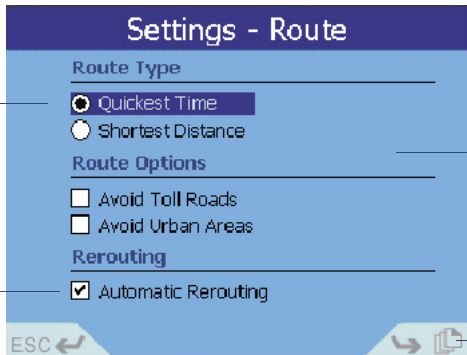 Settings - Route
Route Type
Quickest Time
Shortest Distance
Route Options
Avoid Toll Roads
Avoid Urban Areas
Rerouting
Automatic Rerouting
ESC